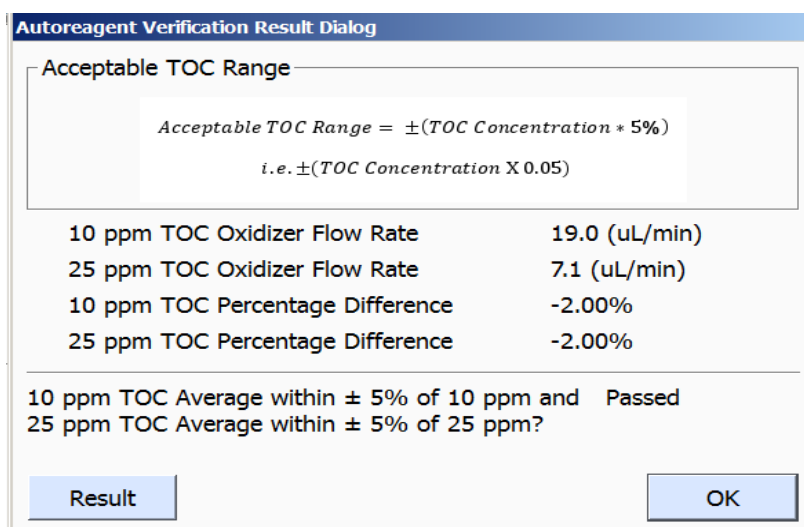 Autoreagent Verification Result Dialog
Acceptable TOC Range
Acceptable TOC Range = ±(TOC Concentration * 5%)
i.e.±(TOC Concentration X 0.05)
10 ppm TOC Oxidizer Flow Rate 19.0 (uL/min)
25 ppm TOC Oxidizer Flow Rate 7.1 (uL/min)
10 ppm TOC Percentage Difference -2.00%
25 ppm TOC Percentage Difference -2.00%
10 ppm TOC Average within ± 5% of 10 ppm and Passed
25 ppm TOC Average within ± 5% of 25 ppm?
Result OK